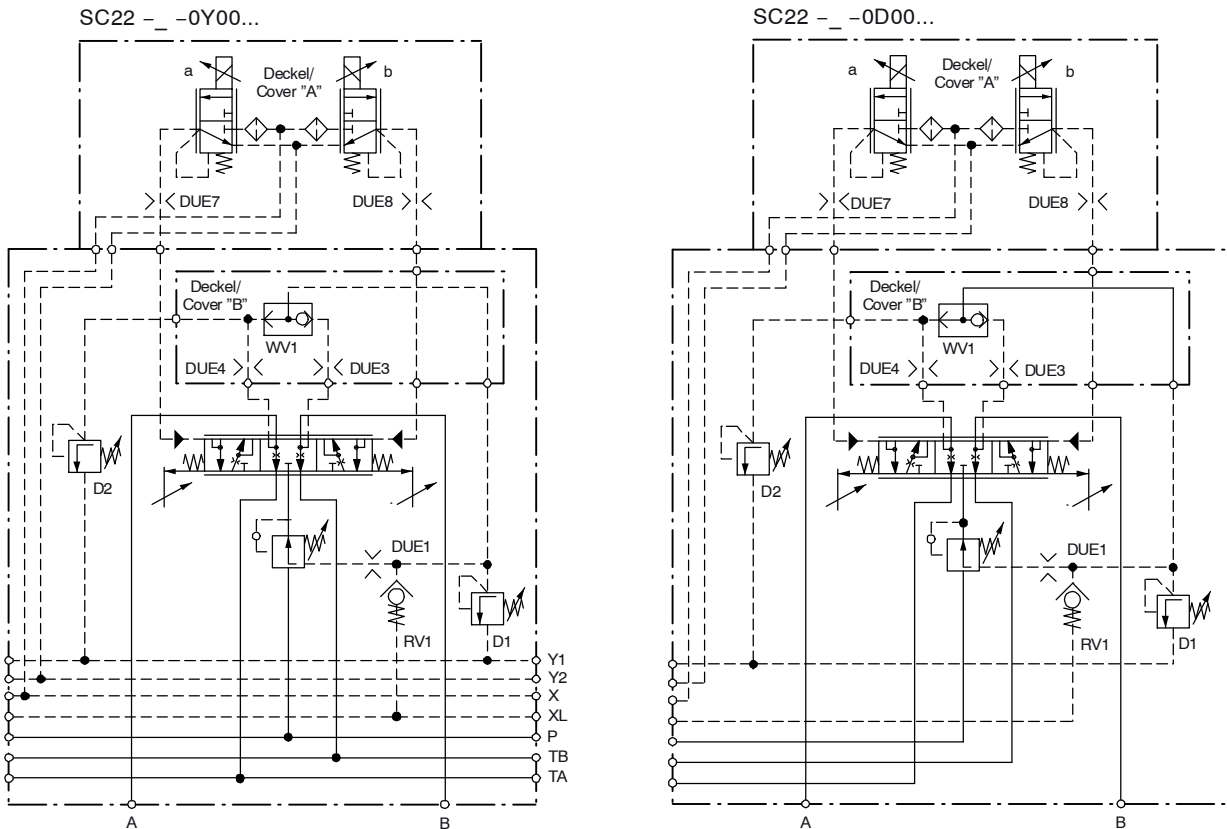 SC22 -_ -0Y00...
a
Deckel/
Cover "A"
b
DUE7
DUE8
Deckel/
Cover "B"
WV1
DUE4
DUE3
D2
DUE1
RV1
D1
Y1
Y2
X
XL
P
TB
TA
A
B
SC22 -_ -0D00...
a
Deckel/
Cover "A"
b
DUE7
DUE8
Deckel/
Cover "B"
WV1
DUE4
DUE3
D2
DUE1
RV1
D1
A
B